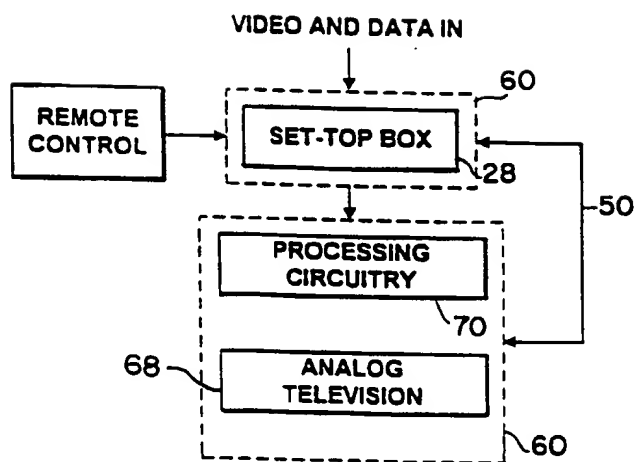 VIDEO AND DATA IN
60
REMOTE
CONTROL
SET-TOP BOX
28
50
PROCESSING
CIRCUITRY
70
68
ANALOG
TELEVISION
60